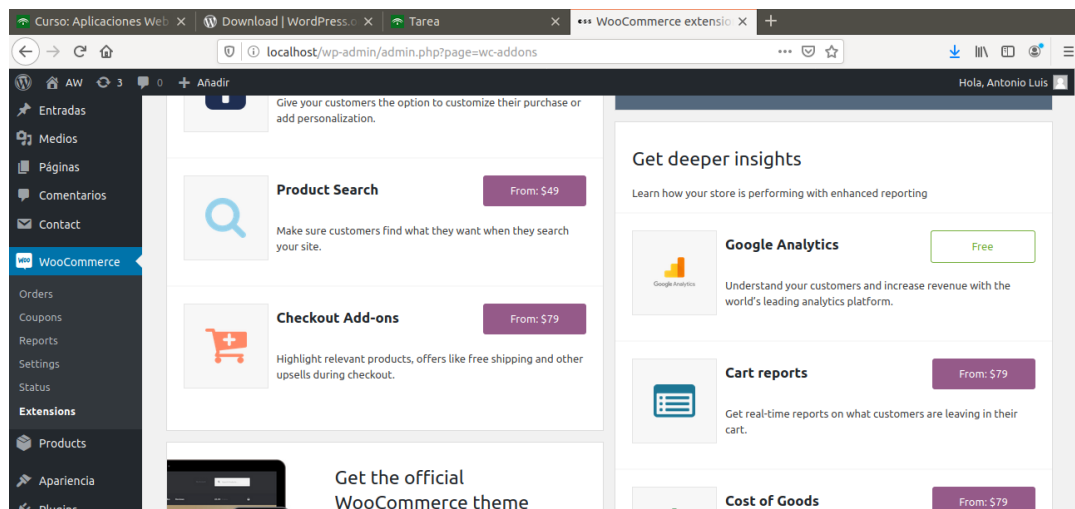 Curso: Aplicaciones Web
Download | WordPress.o
Tarea
WooCommerce extensio
localhost/wp-admin/admin.php?page=wc-addons
AW
3
0
Añadir
Hola, Antonio Luis
Entradas
Medios
Páginas
Comentarios
Contact
WooCommerce
Orders
Coupons
Reports
Settings
Status
Extensions
Products
Apariencia
Plugins
Give your customers the option to customize their purchase or
add personalization.
Product Search
From: $49
Make sure customers find what they want when they search
your site.
Checkout Add-ons
From: $79
Highlight relevant products, offers like free shipping and other
upsells during checkout.
Get the official
WooCommerce theme
Get deeper insights
Learn how your store is performing with enhanced reporting
Google Analytics
Google Analytics
Free
Understand your customers and increase revenue with the
world's leading analytics platform.
Cart reports
From: $79
Get real-time reports on what customers are leaving in their
cart.
Cost of Goods
From: $79